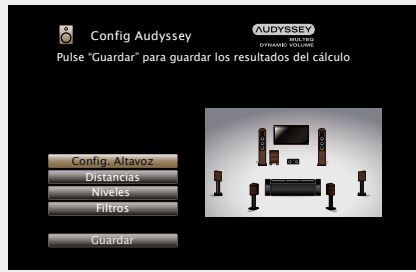 Config Audyssey
AUDYSSEY
MULTEQ
DYNAMIC VOLUME
Pulse “Guardar” para guardar los resultados del cálculo
Config. Altavoz
Distancias
Niveles
Filtros
Guardar